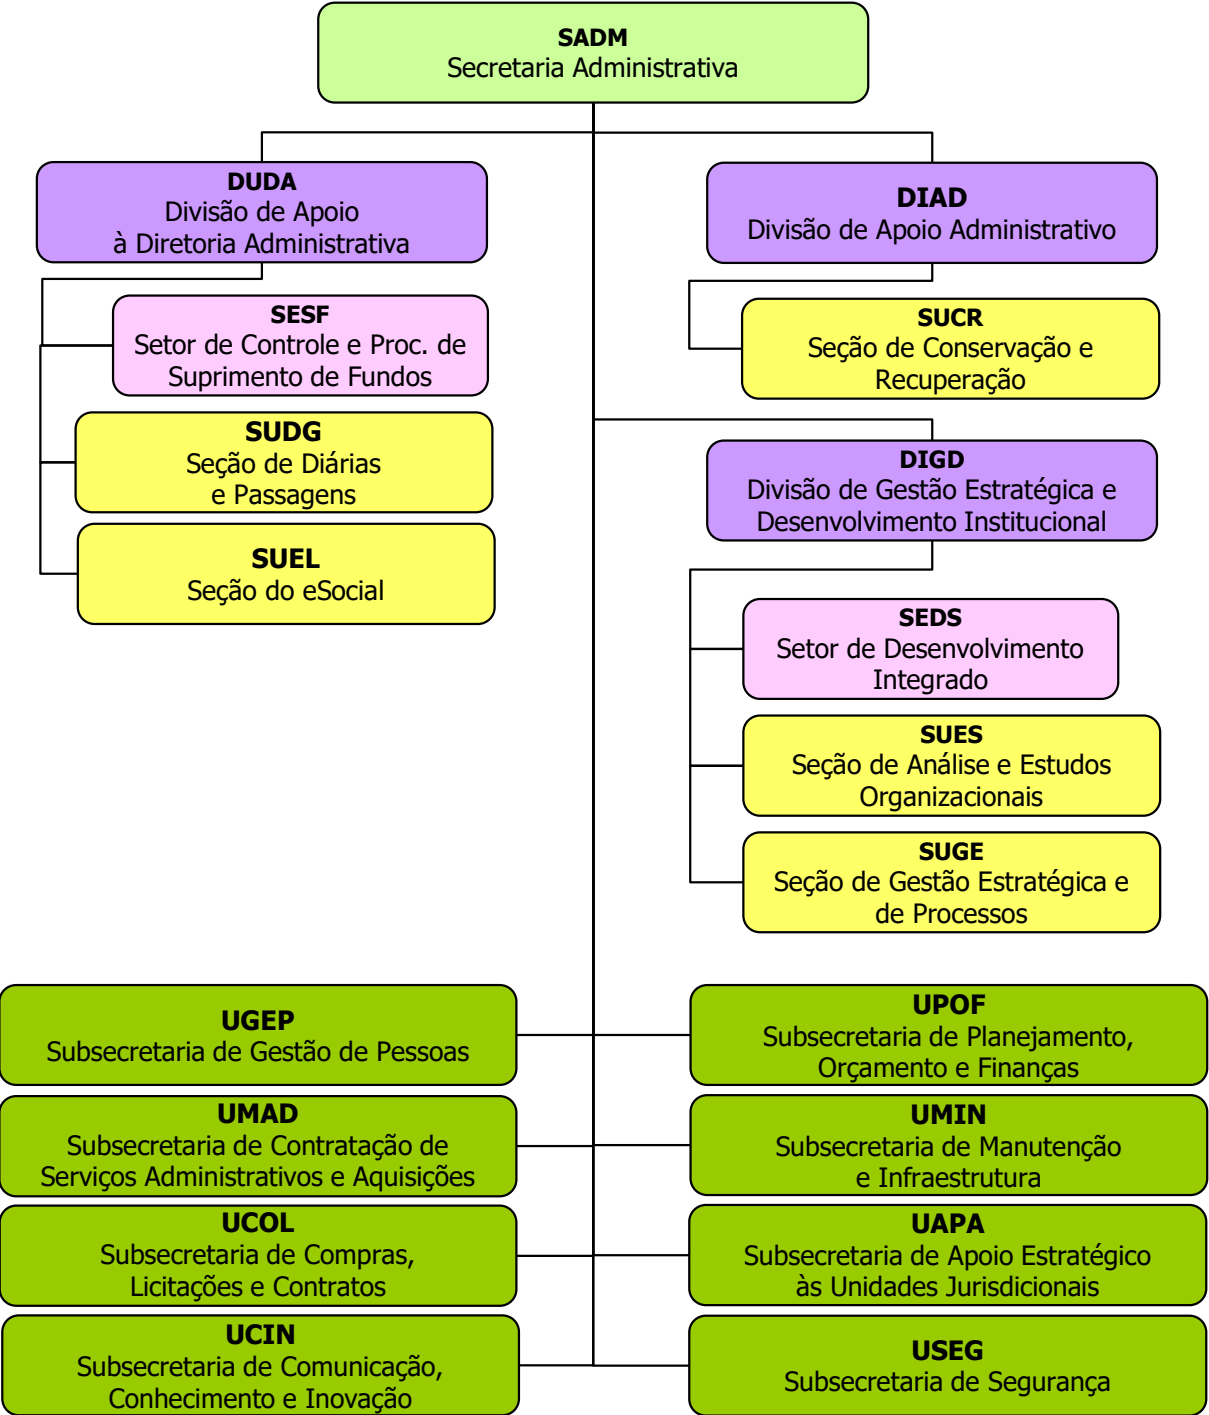 SADM
Secretaria Administrativa
DUDA
Divisão de Apoio
à Diretoria Administrativa
SESF
Setor de Controle e Proc. de
Suprimento de Fundos
SUDG
Seção de Diárias
e Passagens
SUEL
Seção do eSocial
DIAD
Divisão de Apoio Administrativo
SUCR
Seção de Conservação e
Recuperação
DIGD
Divisão de Gestão Estratégica e
Desenvolvimento Institucional
SEDS
Setor de Desenvolvimento
Integrado
SUES
Seção de Análise e Estudos
Organizacionais
SUGE
Seção de Gestão Estratégica e
de Processos
UGEP
Subsecretaria de Gestão de Pessoas
UPOF
Subsecretaria de Planejamento,
Orçamento e Finanças
UMAD
Subsecretaria de Contratação de
Serviços Administrativos e Aquisições
UMIN
Subsecretaria de Manutenção
e Infraestrutura
UCOL
Subsecretaria de Compras,
Licitações e Contratos
UAPA
Subsecretaria de Apoio Estratégico
às Unidades Jurisdicionais
UCIN
Subsecretaria de Comunicação,
Conhecimento e Inovação
USEG
Subsecretaria de Segurança